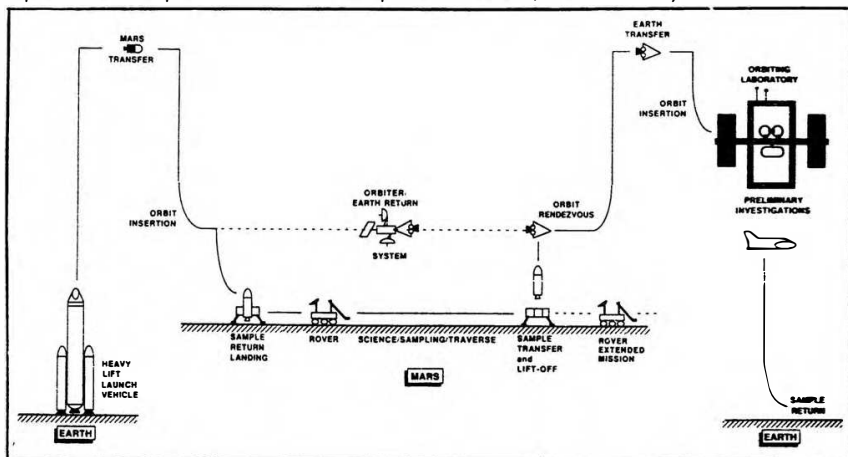 MARS
TRANSFER
EARTH
TRANSFER
ORBITING
LABORATORY
ORBIT
INSERTION
PRELIMINARY
INVESTIGATIONS
ORBIT
INSERTION
ORBITER-
EARTH RETURN
SYSTEM
ORBIT
RENDEZVOUS
HEAVY
LIFT
LAUNCH
VEHICLE
EARTH
SAMPLE
RETURN
LANDING
ROVER
SCIENCE/SAMPLING/TRAVERSE
SAMPLE
TRANSFER
and
LIFT-OFF
ROVER
EXTENDED
MISSION
MARS
SAMPLE
RETURN
EARTH